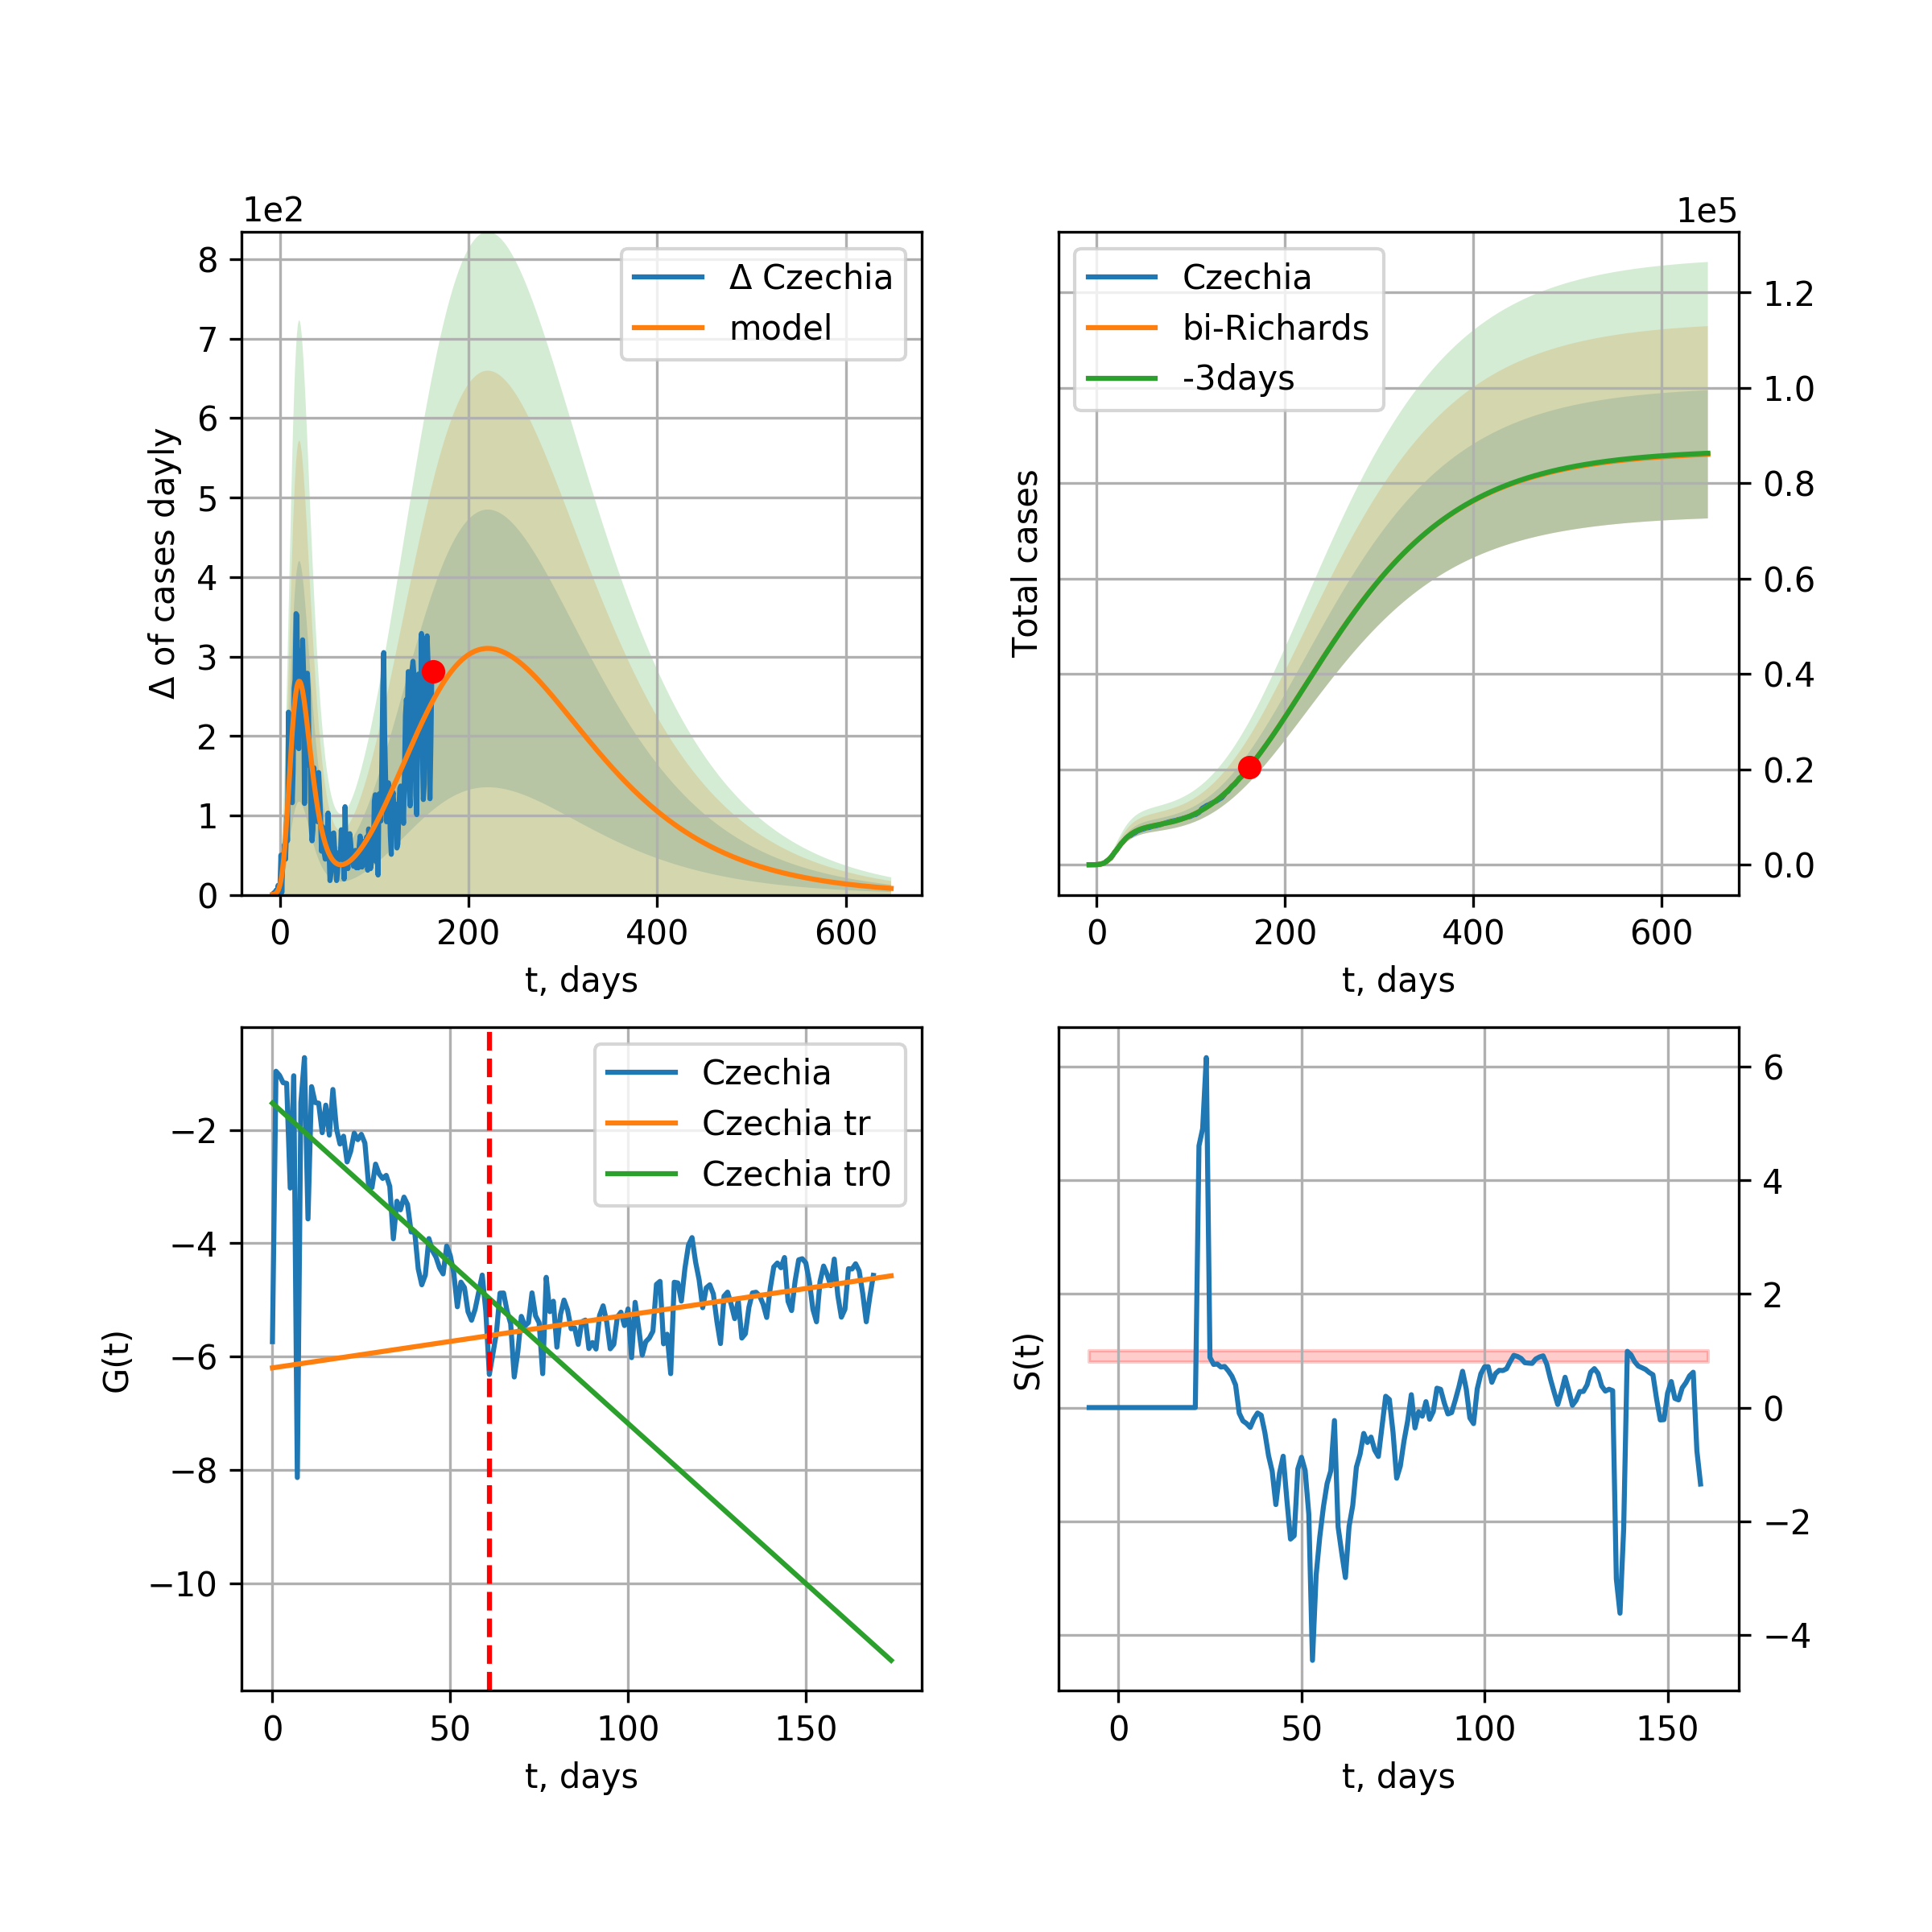 1e2
Δ of cases dayly
8
7
6
5
4
3
2
1
0
Δ Czechia
model
0 200 400 600
t, days
1e5
Total cases
Czechia
bi-Richards
-3days
1.2
1.0
0.8
0.6
0.4
0.2
0.0
0 200 400 600
t, days
G(t)
−2
−4
−6
−8
−10
Czechia
Czechia tr
Czechia tr0
0 50 100 150
t, days
S(t)
6
4
2
0
−2
−4
0 50 100 150
t, days